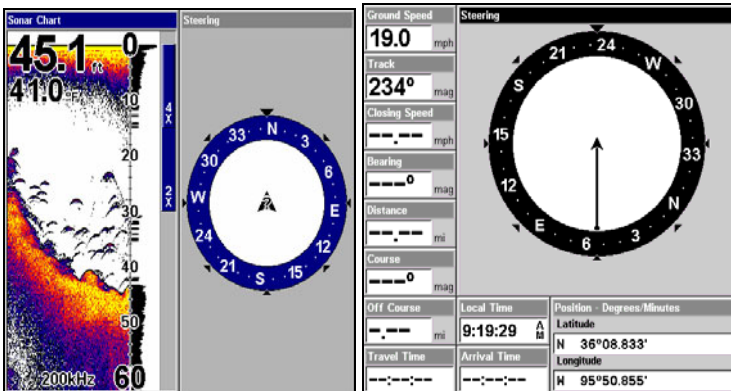 Sonar Chart
Steering
45.1 ft
41.0 °F
0
10
20
30
40
50
60
4X
2X
200kHz
33 N 3
30 6
W E
24 12
21 S 15
Ground Speed
19.0 mph
Track
234° mag
Closing Speed
--.-- mph
Bearing
---° mag
Distance
--.-- mi
Course
---° mag
Off Course
-.-- mi
Travel Time
--:--:--
Steering
21 24 W
S 30
15 33
12 N
E 6 3
Local Time
9:19:29 AM
Arrival Time
--:--:--
Position - Degrees/Minutes
Latitude
N 36°08.833'
Longitude
W 95°50.855'